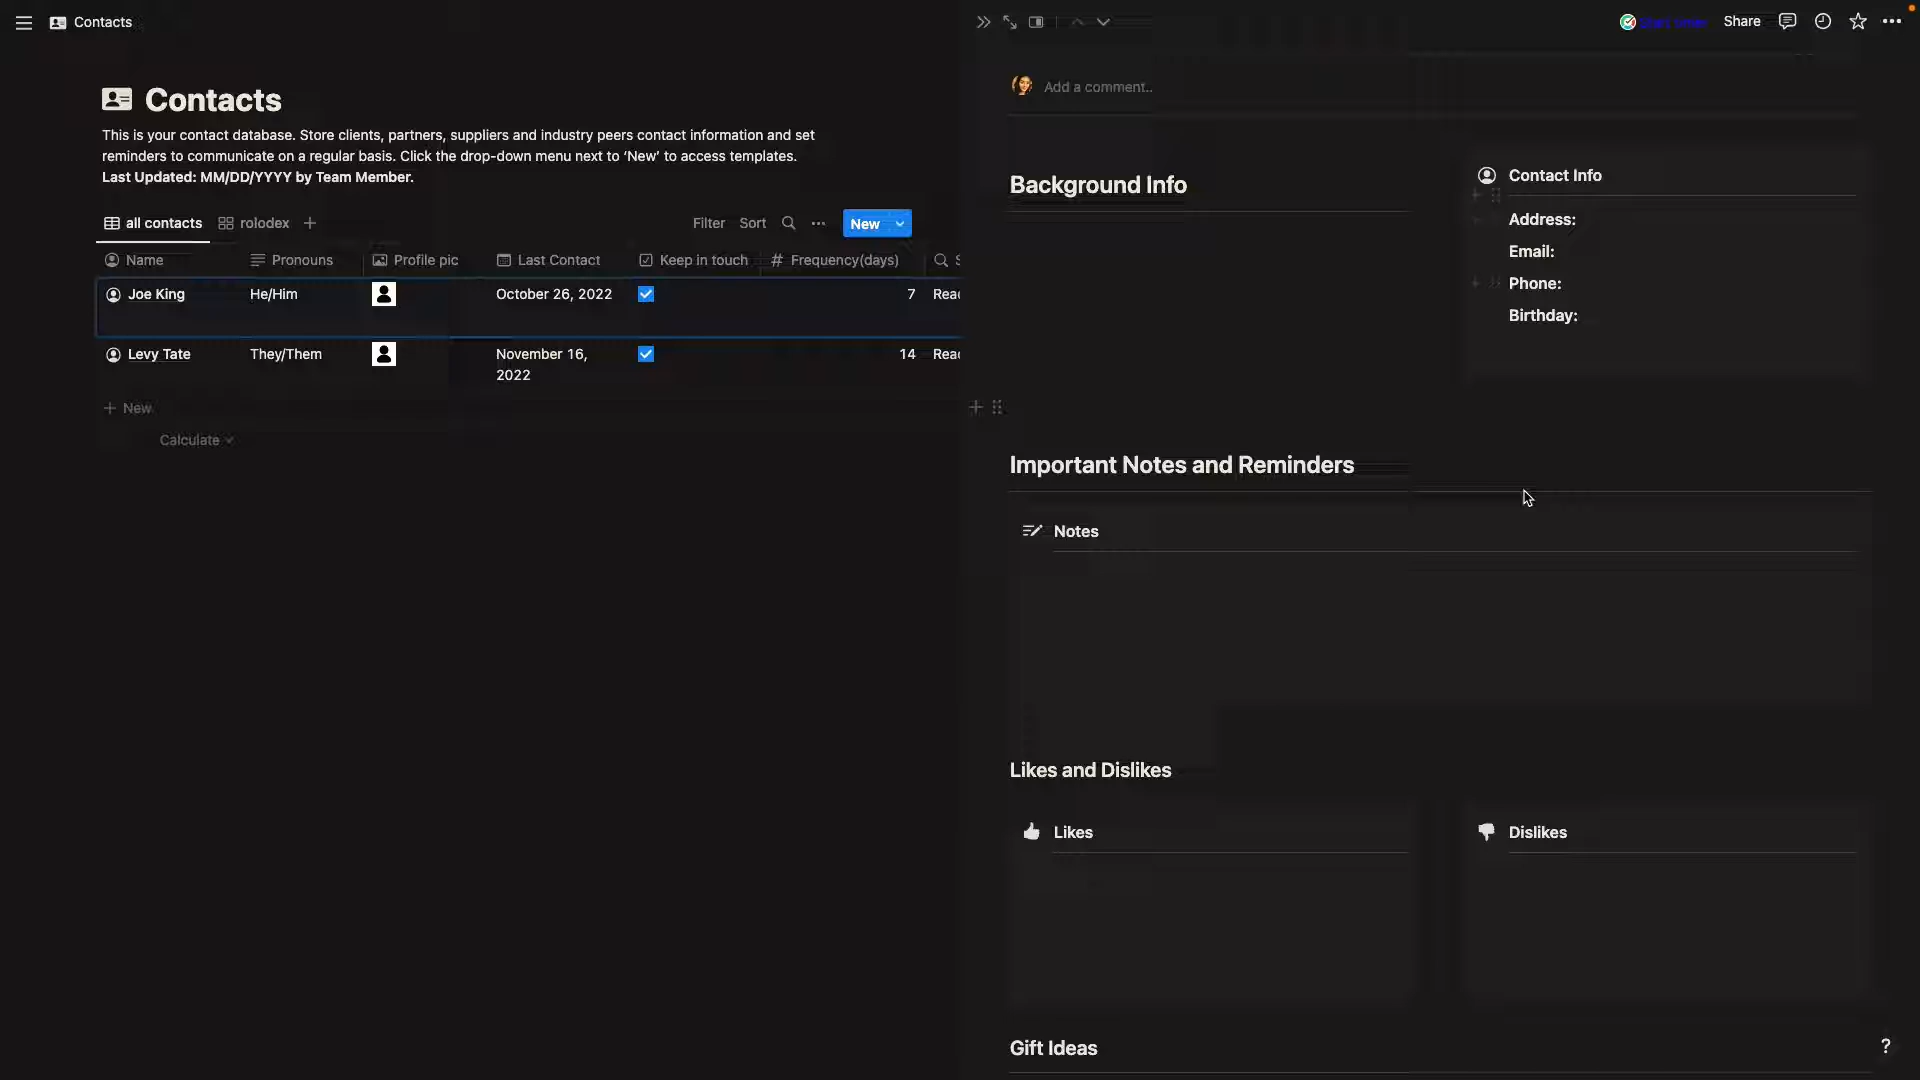 Contacts
Share
Contacts
This is your contact database. Store clients, partners, suppliers and industry peers contact information and set
reminders to communicate on a regular basis. Click the drop-down menu next to ‘New’ to access templates.
Last Updated: MM/DD/YYYY by Team Member.
all contacts rolodex Filter Sort New
Name Pronouns Profile pic Last Contact Keep in touch # Frequency(days)
Joe King He/Him October 26, 2022 7
Levy Tate They/Them November 16,
2022 14
New
Calculate
Add a comment..
Background Info
Contact Info
Address:
Email:
Phone:
Birthday:
Important Notes and Reminders
Notes
Likes and Dislikes
Likes
Dislikes
Gift Ideas
?